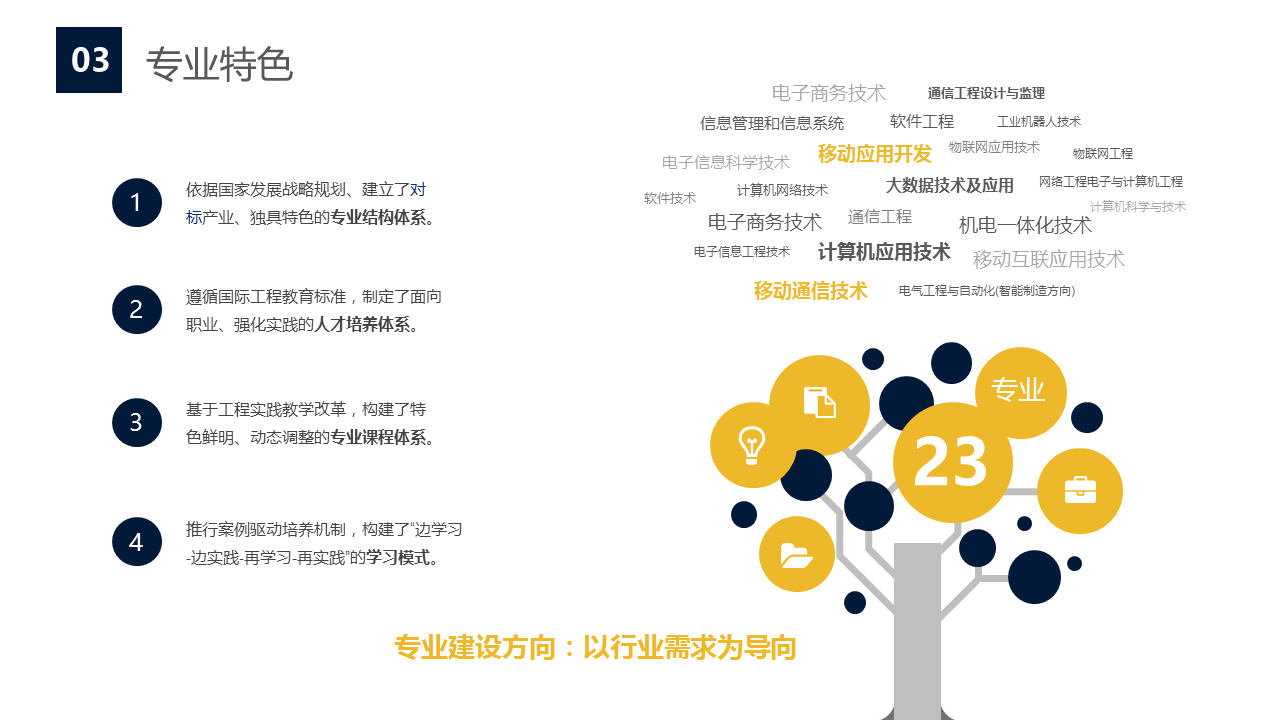 03
专业特色
1
依据国家发展战略规划、建立了对
标产业、独具特色的专业结构体系。
2
遵循国际工程教育标准，制定了面向
职业、强化实践的人才培养体系。
3
基于工程实践教学改革，构建了特
色鲜明、动态调整的专业课程体系。
4
推行案例驱动培养机制，构建了“边学习
-边实践-再学习-再实践”的学习模式。
电子商务技术 通信工程设计与监理
信息管理和信息系统 软件工程 工业机器人技术
电子信息科学技术 移动应用开发 物联网应用技术 物联网工程
软件技术 计算机网络技术 大数据技术及应用 网络工程电子与计算机工程
电子商务技术 通信工程 机电一体化技术 计算机科学与技术
电子信息工程技术 计算机应用技术 移动互联应用技术
移动通信技术 电气工程与自动化(智能制造方向)
专业
23
专业建设方向：以行业需求为导向